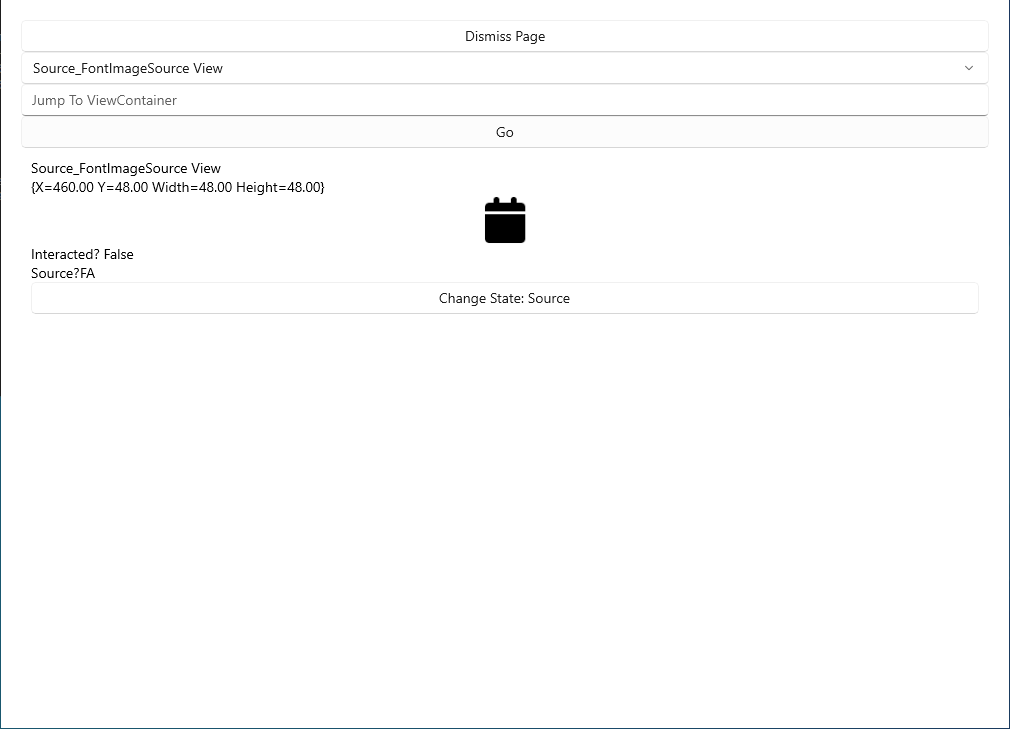 Dismiss Page
Source_FontImageSource View
Jump To ViewContainer
Go
Source_FontImageSource View
{X=460.00 Y=48.00 Width=48.00 Height=48.00}
Interacted? False
Source?FA
Change State: Source